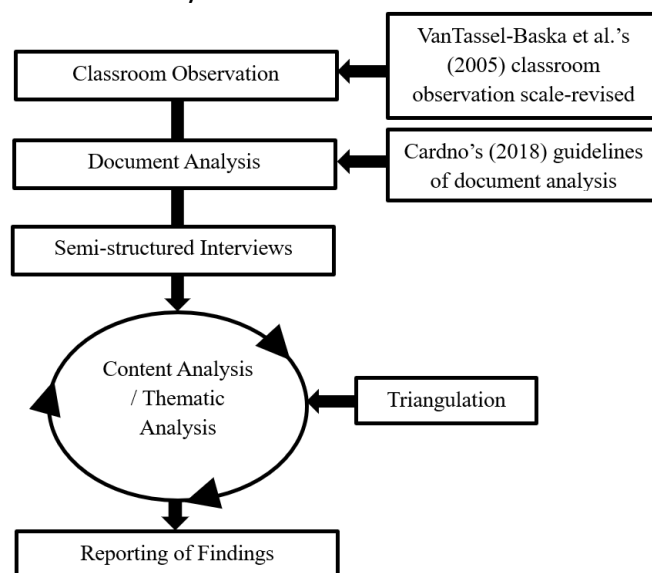 Classroom Observation
VanTassel-Baska et al.’s
(2005) classroom
observation scale-revised
Document Analysis
Cardno’s (2018) guidelines
of document analysis
Semi-structured Interviews
Content Analysis
/ Thematic
Analysis
Triangulation
Reporting of Findings